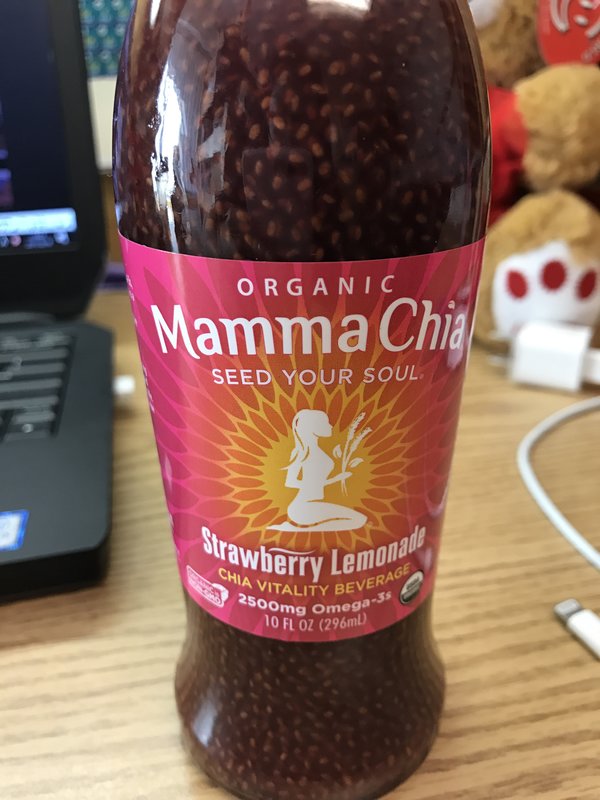 ORGANIC
Mamma Chia
SEED YOUR SOUL
Strawberry Lemonade
CHIA VITALITY BEVERAGE
2500mg Omega-3s
10 FL OZ (296mL)